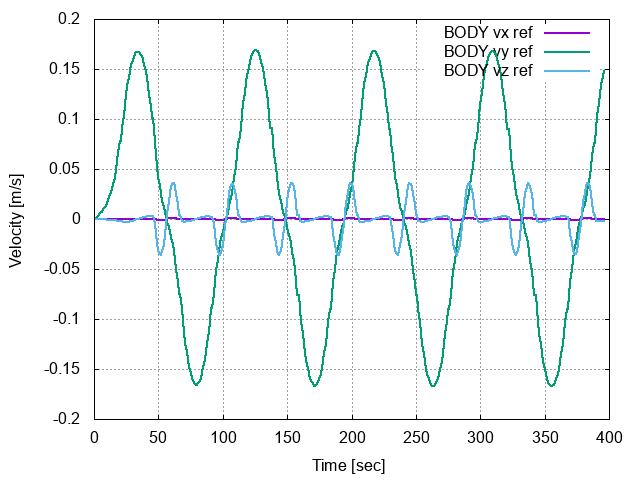 0.2
0.15
0.1
0.05
0
-0.05
-0.1
-0.15
-0.2
Velocity [m/s]
BODY vx ref
BODY vy ref
BODY vz ref
0 50 100 150 200 250 300 350 400
Time [sec]